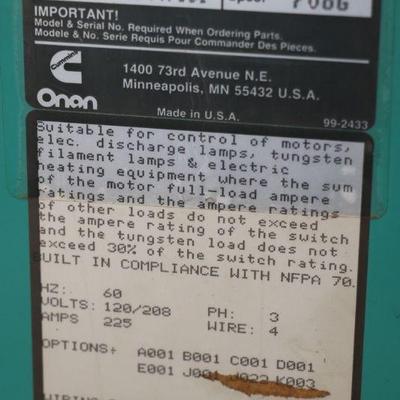 IMPORTANT!
Model & Serial No. Required When Ordering Parts.
Modele & No. Serie Requis Pour Commander Des Pieces.
Cummins
Onan
1400 73rd Avenue N.E.
Minneapolis, MN 55432 U.S.A.
Made in U.S.A.
99-2433
Suitable for control of motors,
elec. discharge lamps, tungsten
filament lamps & electric
heating equipment where the sum
of the motor full-load ampere
ratings and the ampere ratings
of other loads do not exceed
the ampere rating of the switch
and the tungsten load does not
exceed 30% of the switch rating.
BUILT IN COMPLIANCE WITH NFPA 70.
HZ: 60
VOLTS: 120/208 PH: 3
AMPS 225 WIRE: 4
OPTIONS+ A001 B001 C001 D001
E001 J001 J022 K003